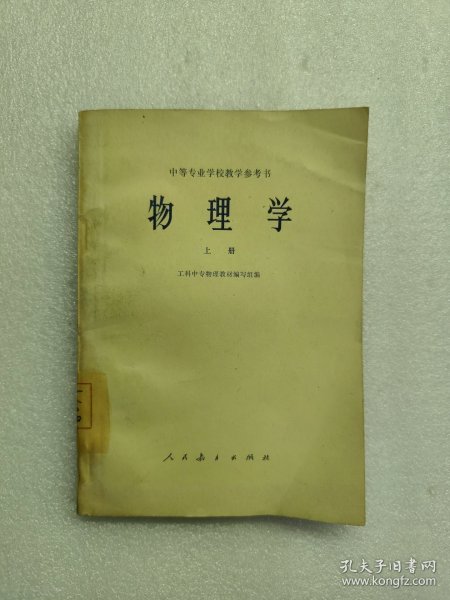 中等专业学校教学参考书
物理学
上册
工科中专物理教材编写组编
人民教育出版社
孔夫子旧书网
www.kongfz.com